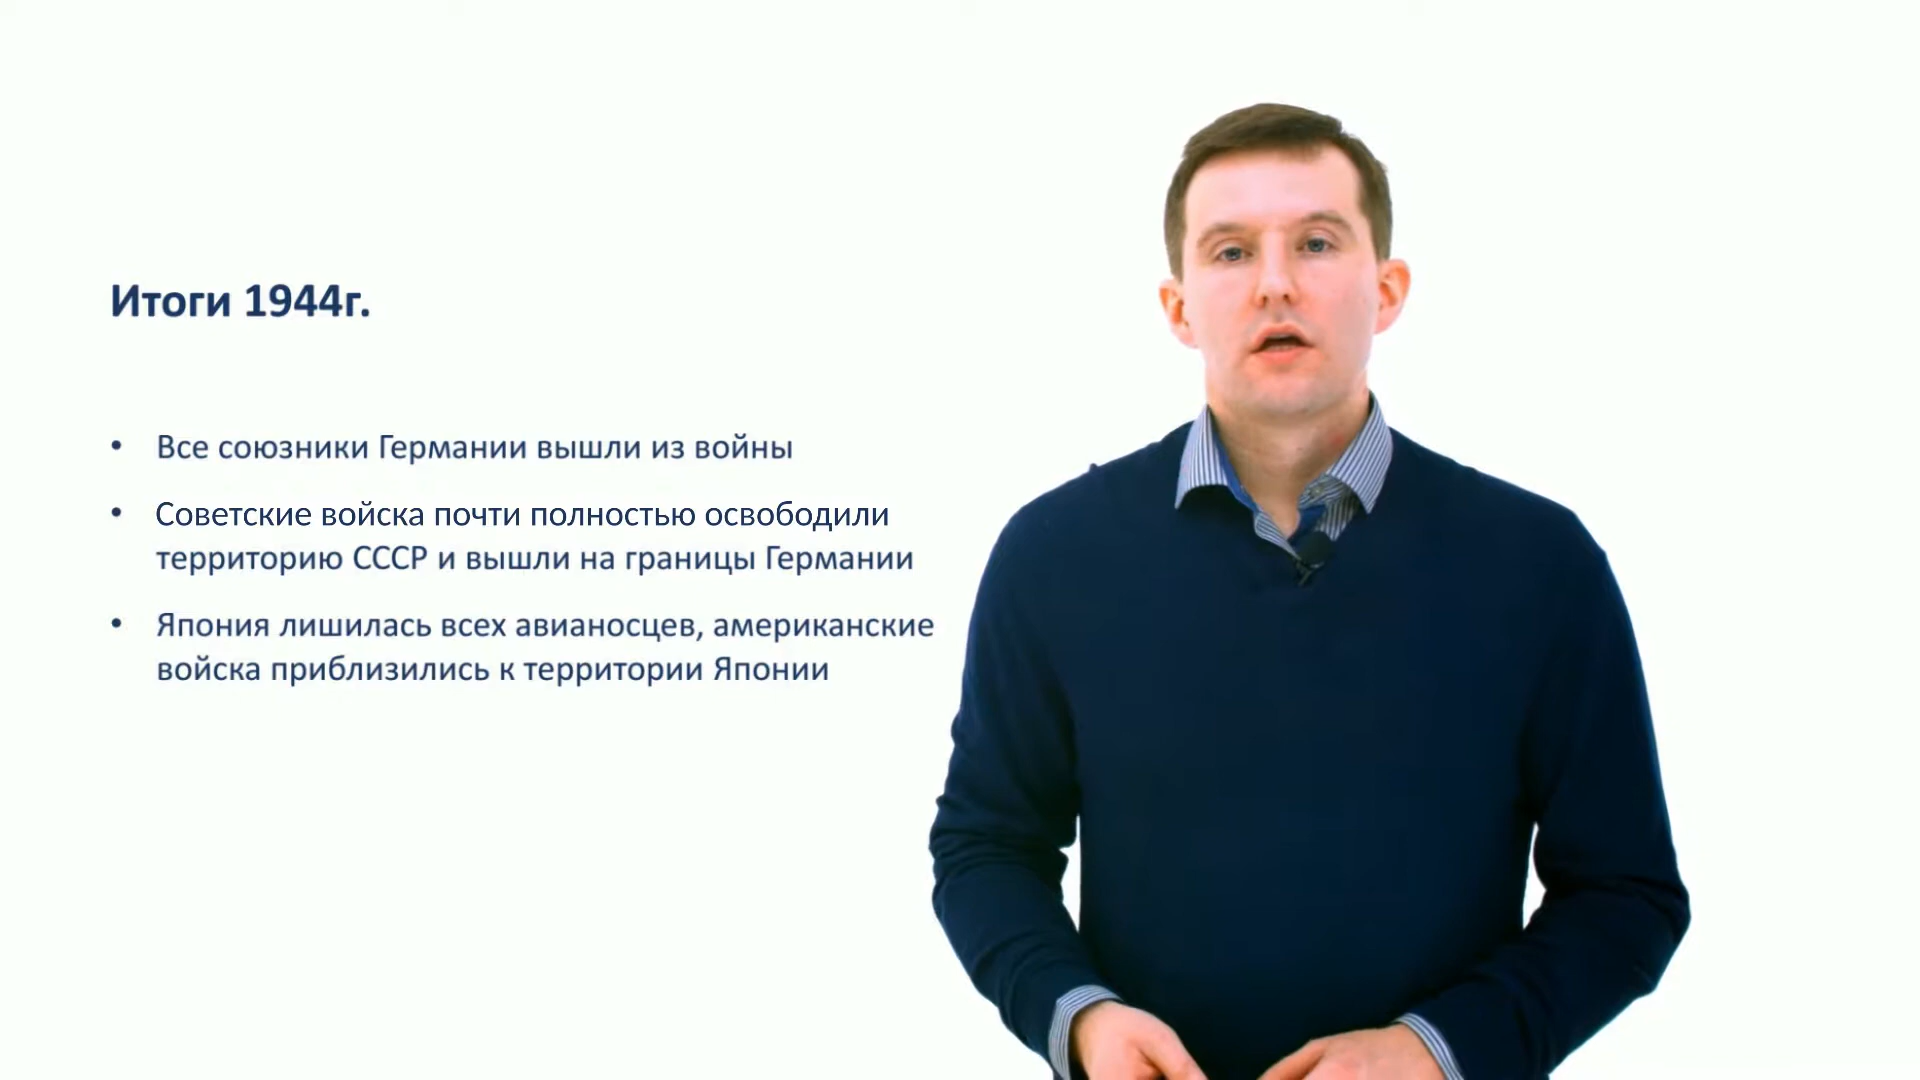 Итоги 1944г.
• Все союзники Германии вышли из войны
• Советские войска почти полностью освободили
территорию СССР и вышли на границы Германии
• Япония лишилась всех авианосцев, американские
войска приблизились к территории Японии